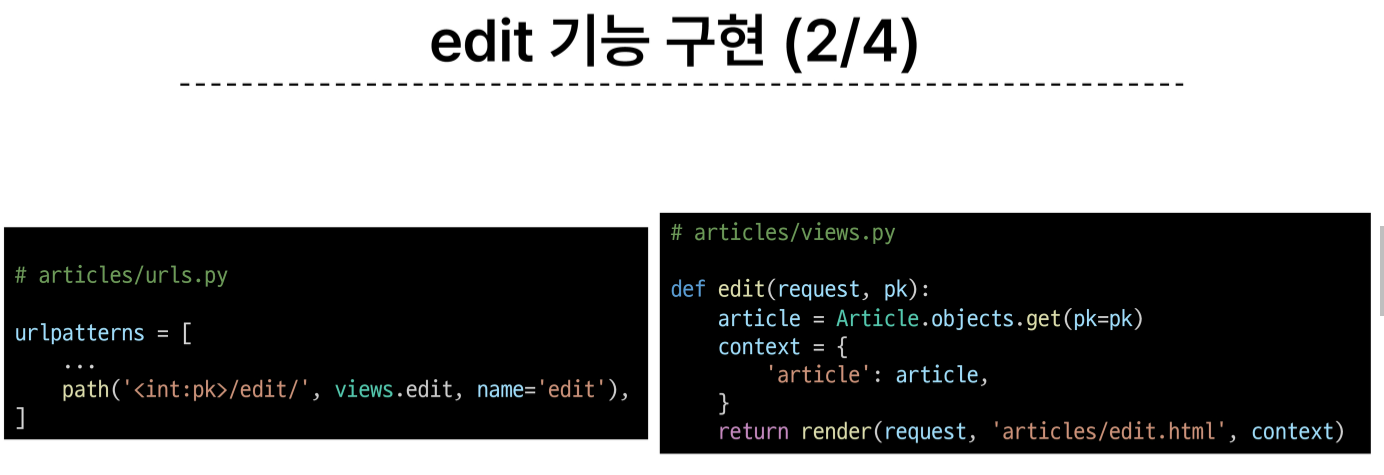 edit 기능 구현 (2/4)
# articles/urls.py
urlpatterns = [
    ...
    path('<int:pk>/edit/', views.edit, name='edit'),
]
# articles/views.py
def edit(request, pk):
    article = Article.objects.get(pk=pk)
    context = {
        'article': article,
    }
    return render(request, 'articles/edit.html', context)